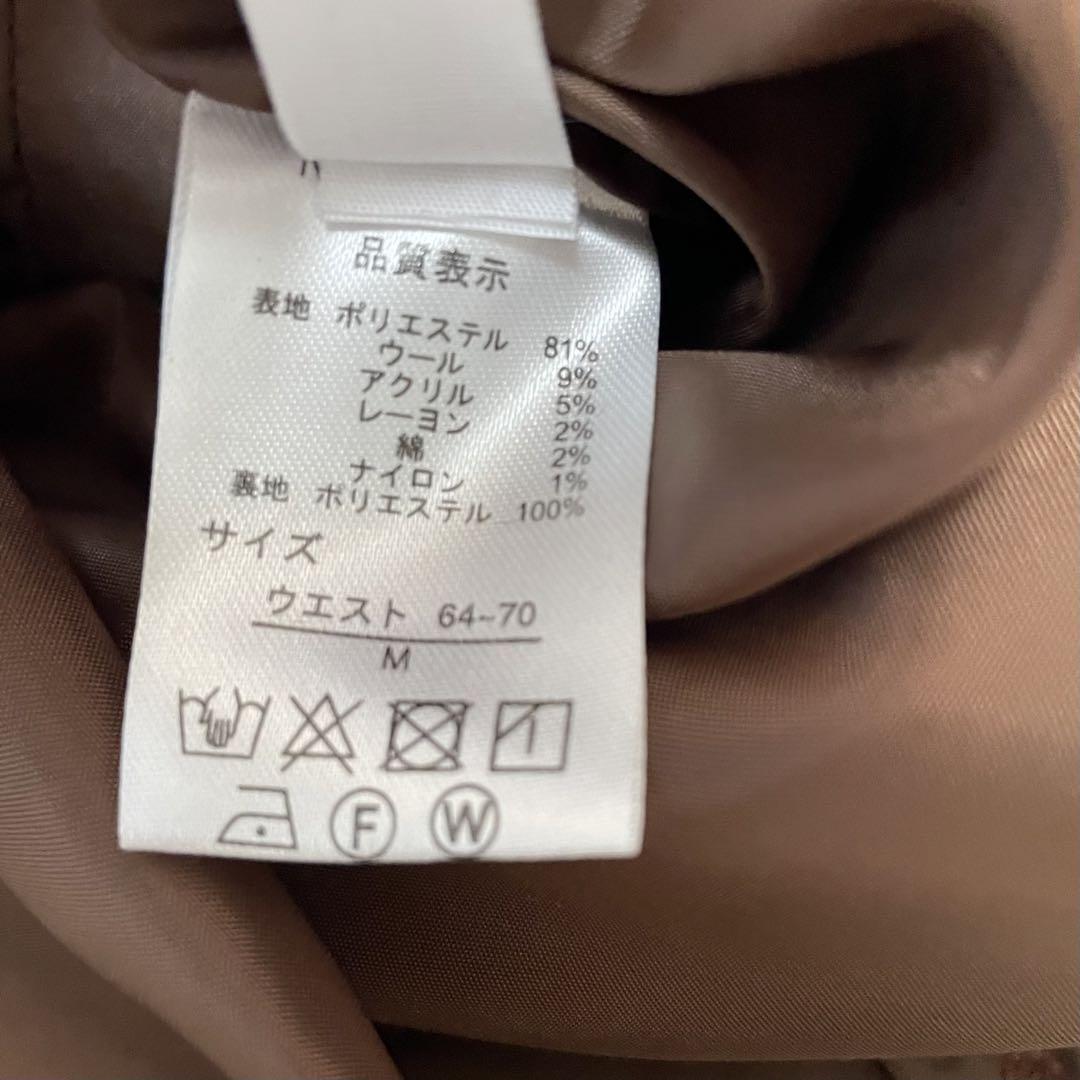 品質表示
表地 ポリエステル 81%
ウール 9%
アクリル 5%
レーヨン 2%
綿 2%
ナイロン 1%
裏地 ポリエステル 100%
サイズ
ウエスト 64~70
M
F W